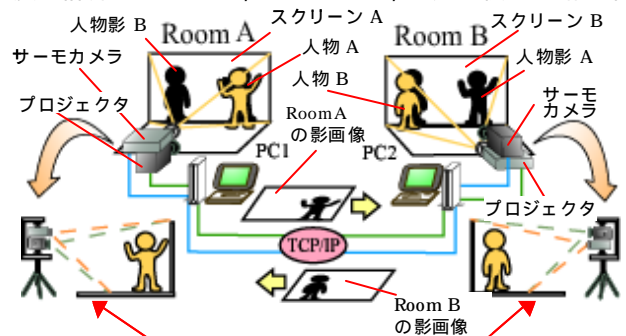 人物影 B
Room A
スクリーン A
人物 A
サーモカメラ
プロジェクタ
Room B
スクリーン B
人物影 A
人物 B
サーモ
カメラ
プロジェクタ
RoomA
の影画像
PC1
PC2
TCP/IP
Room B
の影画像